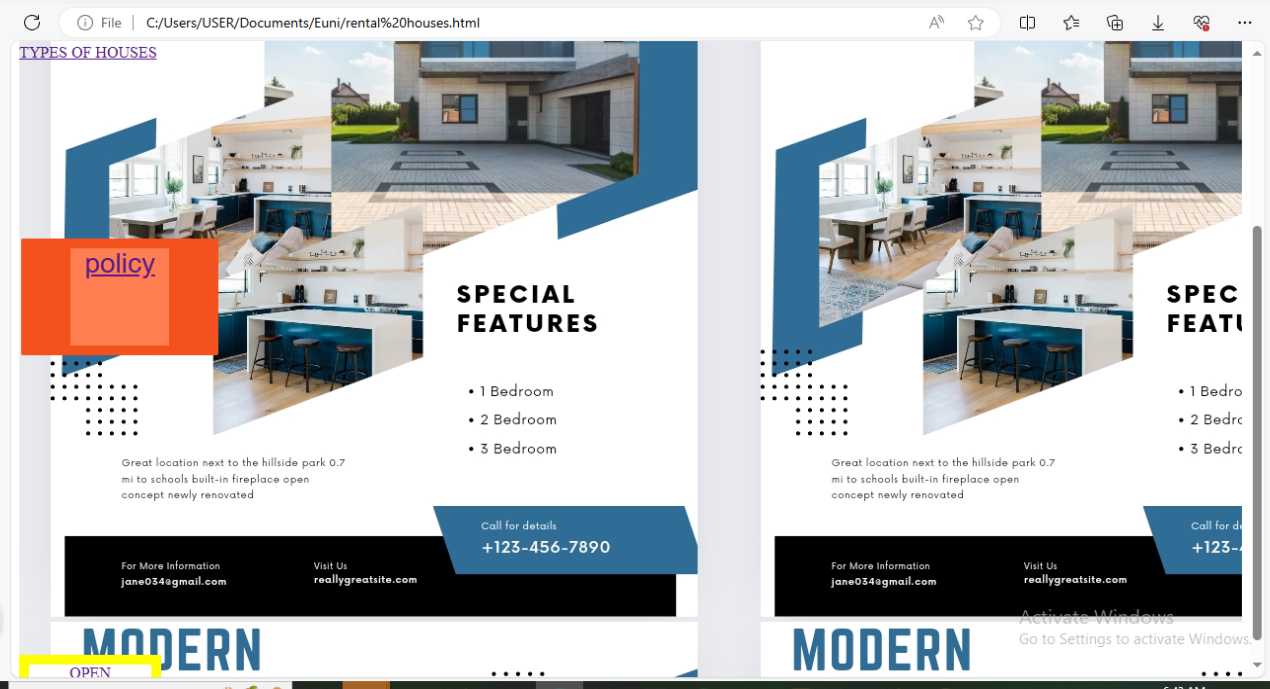 File
C:/Users/USER/Documents/Euni/rental%20houses.html
TYPES OF HOUSES
policy
SPECIAL
FEATURES
• 1 Bedroom
• 2 Bedroom
• 3 Bedroom
Great location next to the hillside park 0.7
mi to schools built-in fireplace open
concept newly renovated
Call for details
+123-456-7890
For More Information
jane034@gmail.com
Visit Us
reallygreatsite.com
SPEC
FEATU
• 1 Bedro
• 2 Bedro
• 3 Bedro
Great location next to the hillside park 0.7
mi to schools built-in fireplace open
concept newly renovated
Call for de
+123-4
For More Information
jane034@gmail.com
Visit Us
reallygreatsite.com
Activate Windows
Go to Settings to activate Windows.
MODERN
MODERN
OPEN